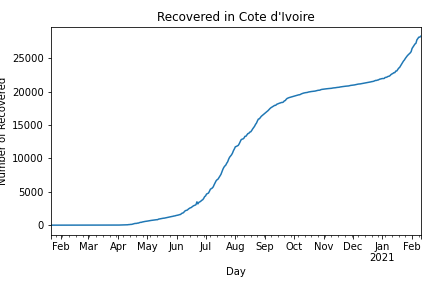 Recovered in Cote d'Ivoire
Number of Recovered
25000
20000
15000
10000
5000
0
Feb Mar Apr May Jun Jul Aug Sep Oct Nov Dec Jan Feb
2021
Day